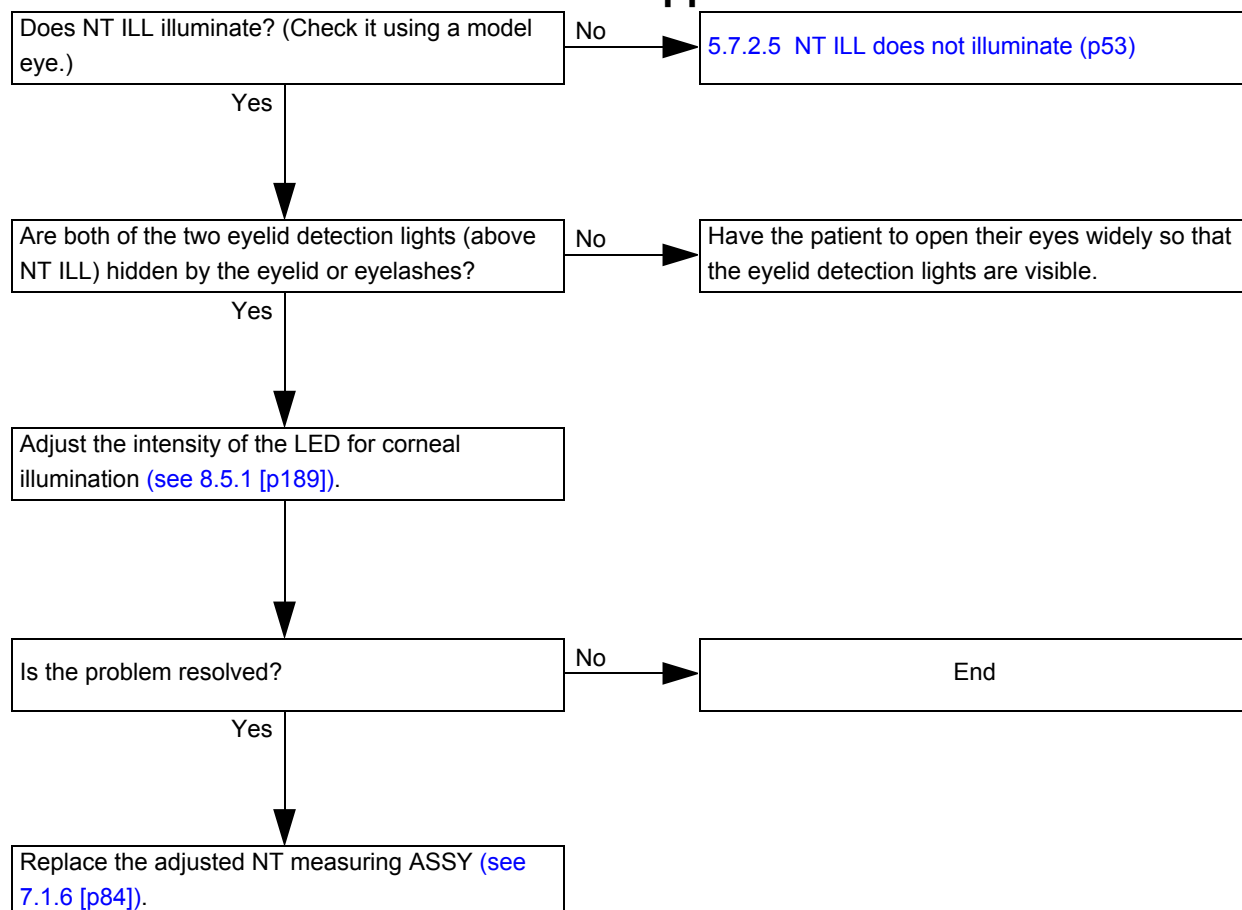 Does NT ILL illuminate? (Check it using a model
eye.)
No
5.7.2.5 NT ILL does not illuminate (p53)
Yes
Are both of the two eyelid detection lights (above
NT ILL) hidden by the eyelid or eyelashes?
No
Have the patient to open their eyes widely so that
the eyelid detection lights are visible.
Yes
Adjust the intensity of the LED for corneal
illumination (see 8.5.1 [p189]).
Is the problem resolved?
No
End
Yes
Replace the adjusted NT measuring ASSY (see
7.1.6 [p84]).